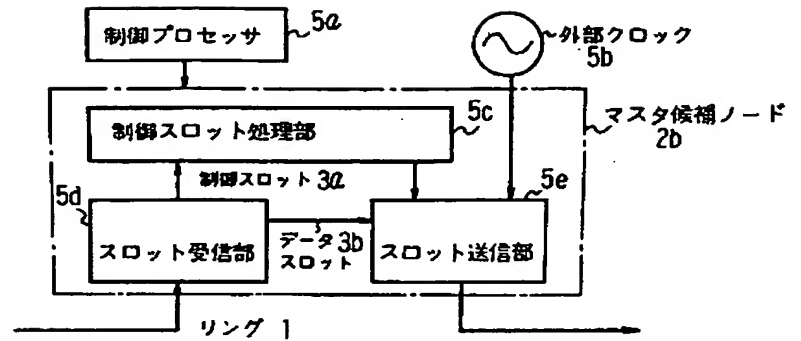 制御プロセッサ
5a
外部クロック
5b
制御スロット処理部
5c
マスタ候補ノード
2b
制御スロット 3a
5d
5e
スロット受信部
データ 3b
スロット
スロット送信部
リング 1